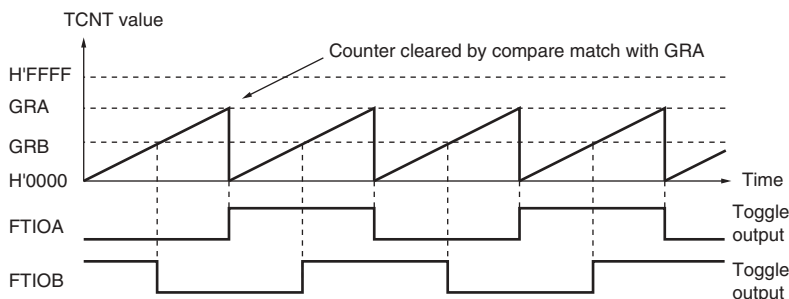 TCNT value
Counter cleared by compare match with GRA
H'FFFF
GRA
GRB
H'0000
Time
FTIOA
Toggle
output
FTIOB
Toggle
output